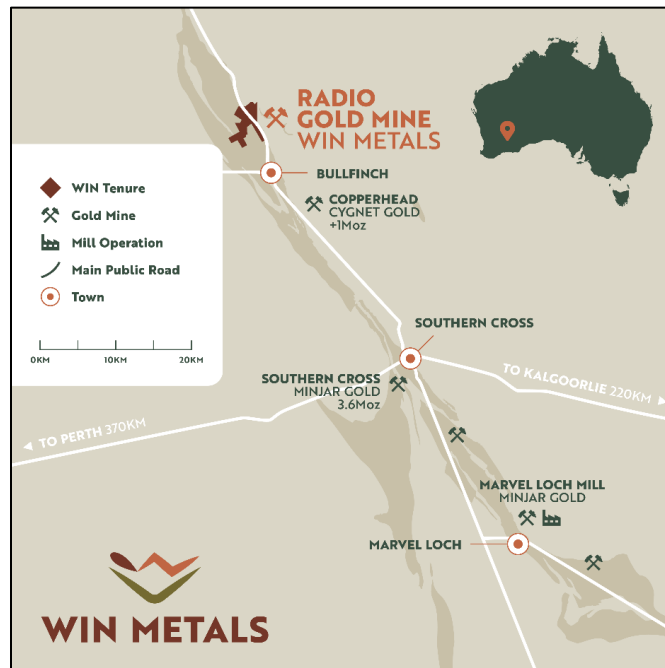 RADIO
GOLD MINE
WIN METALS
BULLFINCH
COPPERHEAD
CYGNET GOLD
+1Moz
WIN Tenure
Gold Mine
Mill Operation
Main Public Road
Town
0KM 10KM 20KM
SOUTHERN CROSS
SOUTHERN CROSS
MINJAR GOLD
3.6Moz
TO KALGOORLIE 220KM
TO PERTH 370KM
MARVEL LOCH MILL
MINJAR GOLD
MARVEL LOCH
WIN METALS